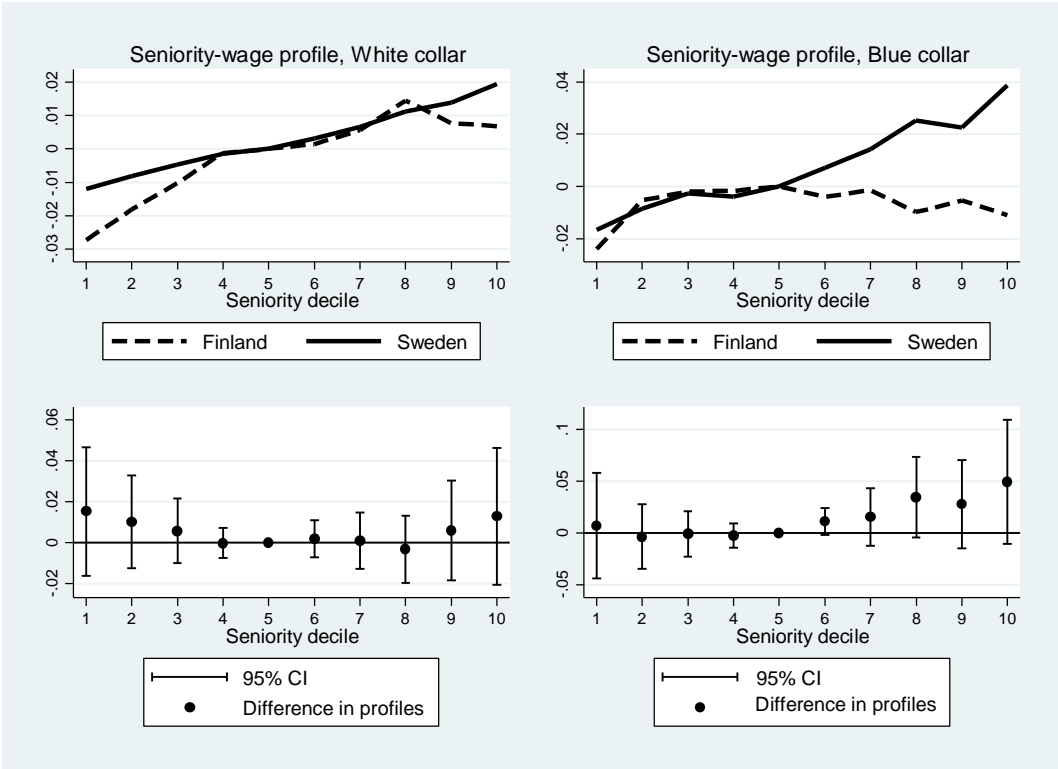 Seniority-wage profile, White collar
.02
.01
0
-.01
-.02
-.03
1 2 3 4 5 6 7 8 9 10
Seniority decile
Finland Sweden
Seniority-wage profile, Blue collar
.04
.02
0
-.02
1 2 3 4 5 6 7 8 9 10
Seniority decile
Finland Sweden
.06
.04
.02
0
-.02
1 2 3 4 5 6 7 8 9 10
Seniority decile
95% CI
Difference in profiles
.1
.05
0
-.05
1 2 3 4 5 6 7 8 9 10
Seniority decile
95% CI
Difference in profiles